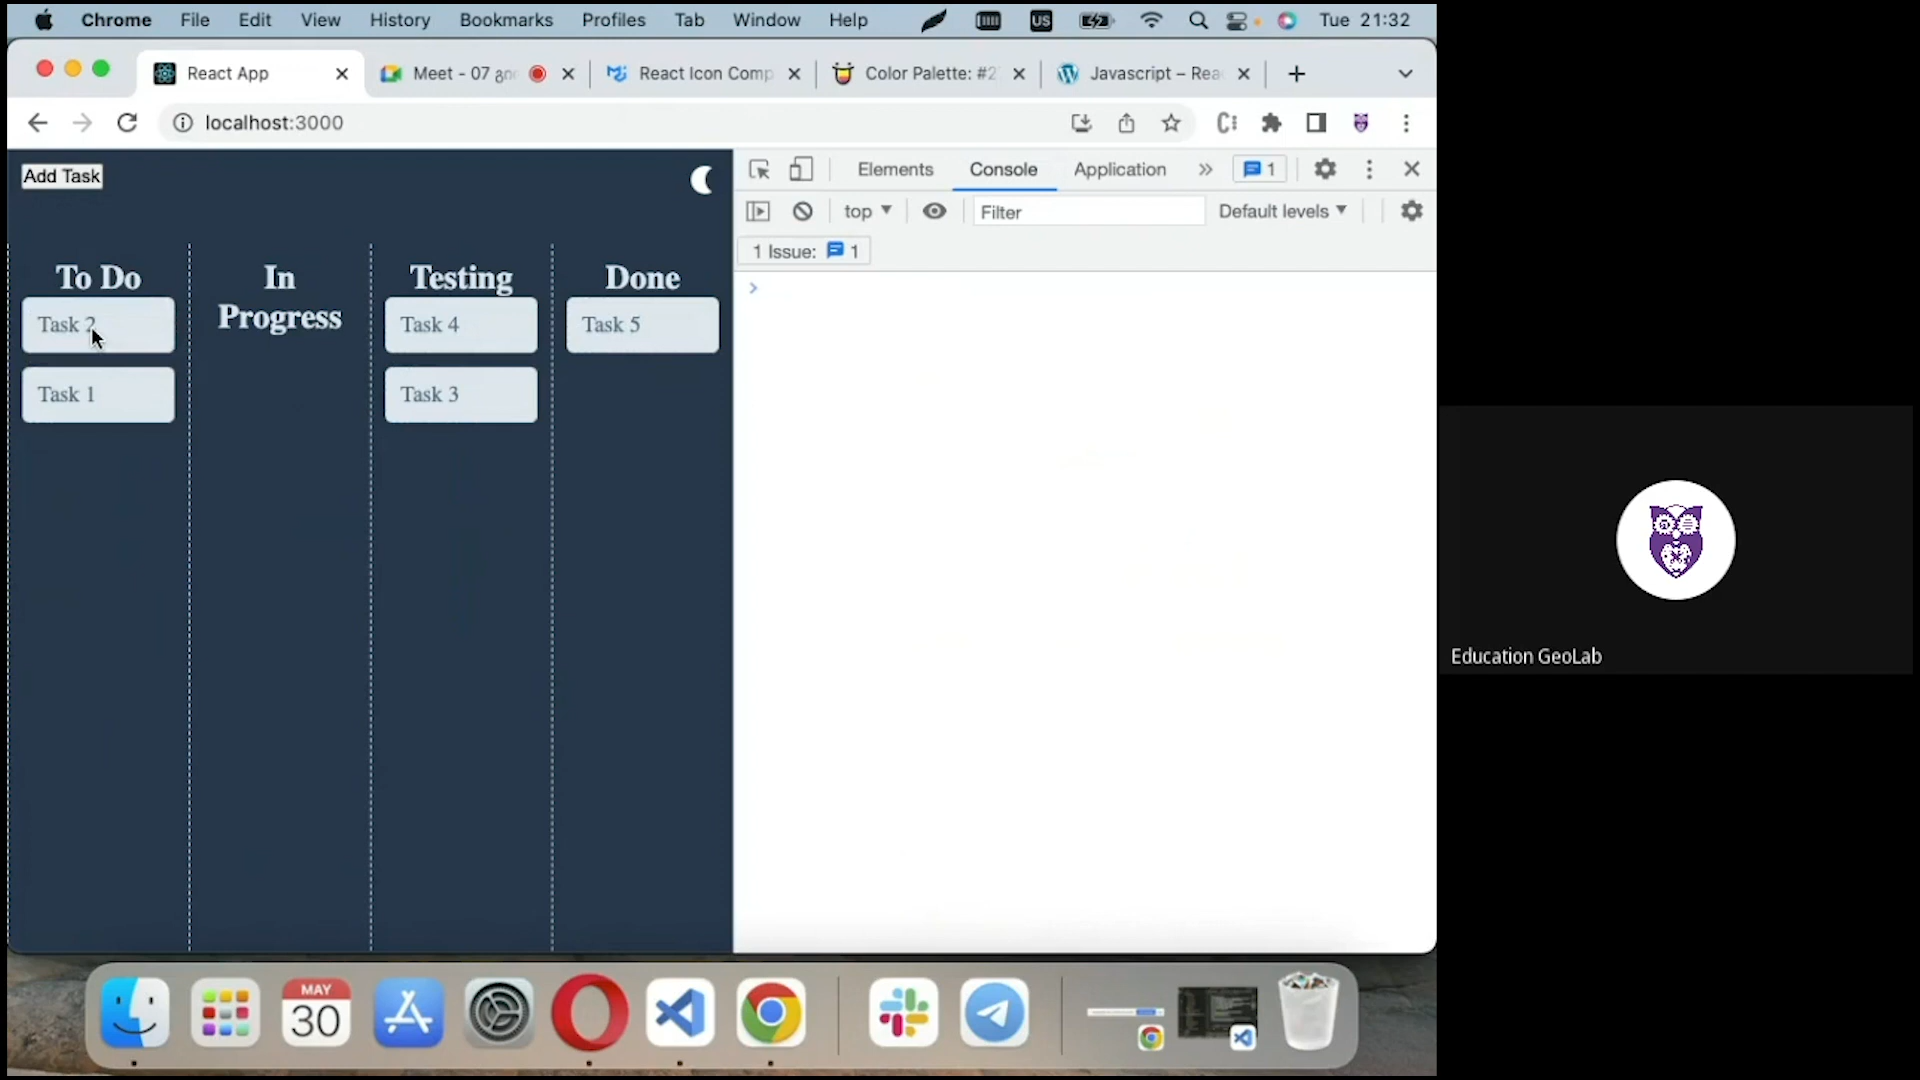 Chrome File Edit View History Bookmarks Profiles Tab Window Help US Tue 21:32
React App Meet - 07 React Icon Comp Color Palette: #2 Javascript – Rea
localhost:3000
Add Task
Elements Console Application 1
top Filter Default levels
1 Issue: 1
To Do
Task 2
Task 1
In
Progress
Testing
Task 4
Task 3
Done
Task 5
Education GeoLab
MAY
30